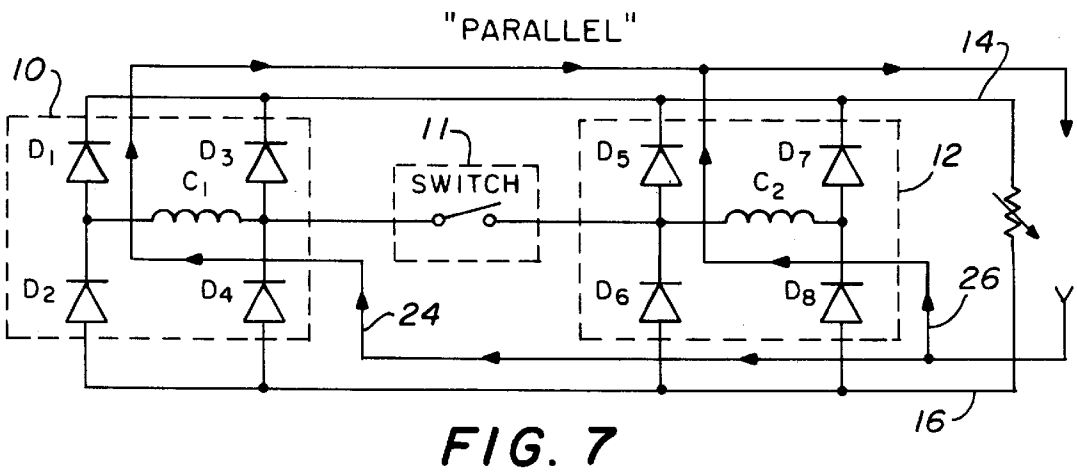 "PARALLEL"
10
14
D1
D3
11
D5
D7
12
C1
SWITCH
C2
D2
D4
D6
D8
24
26
16
FIG. 7